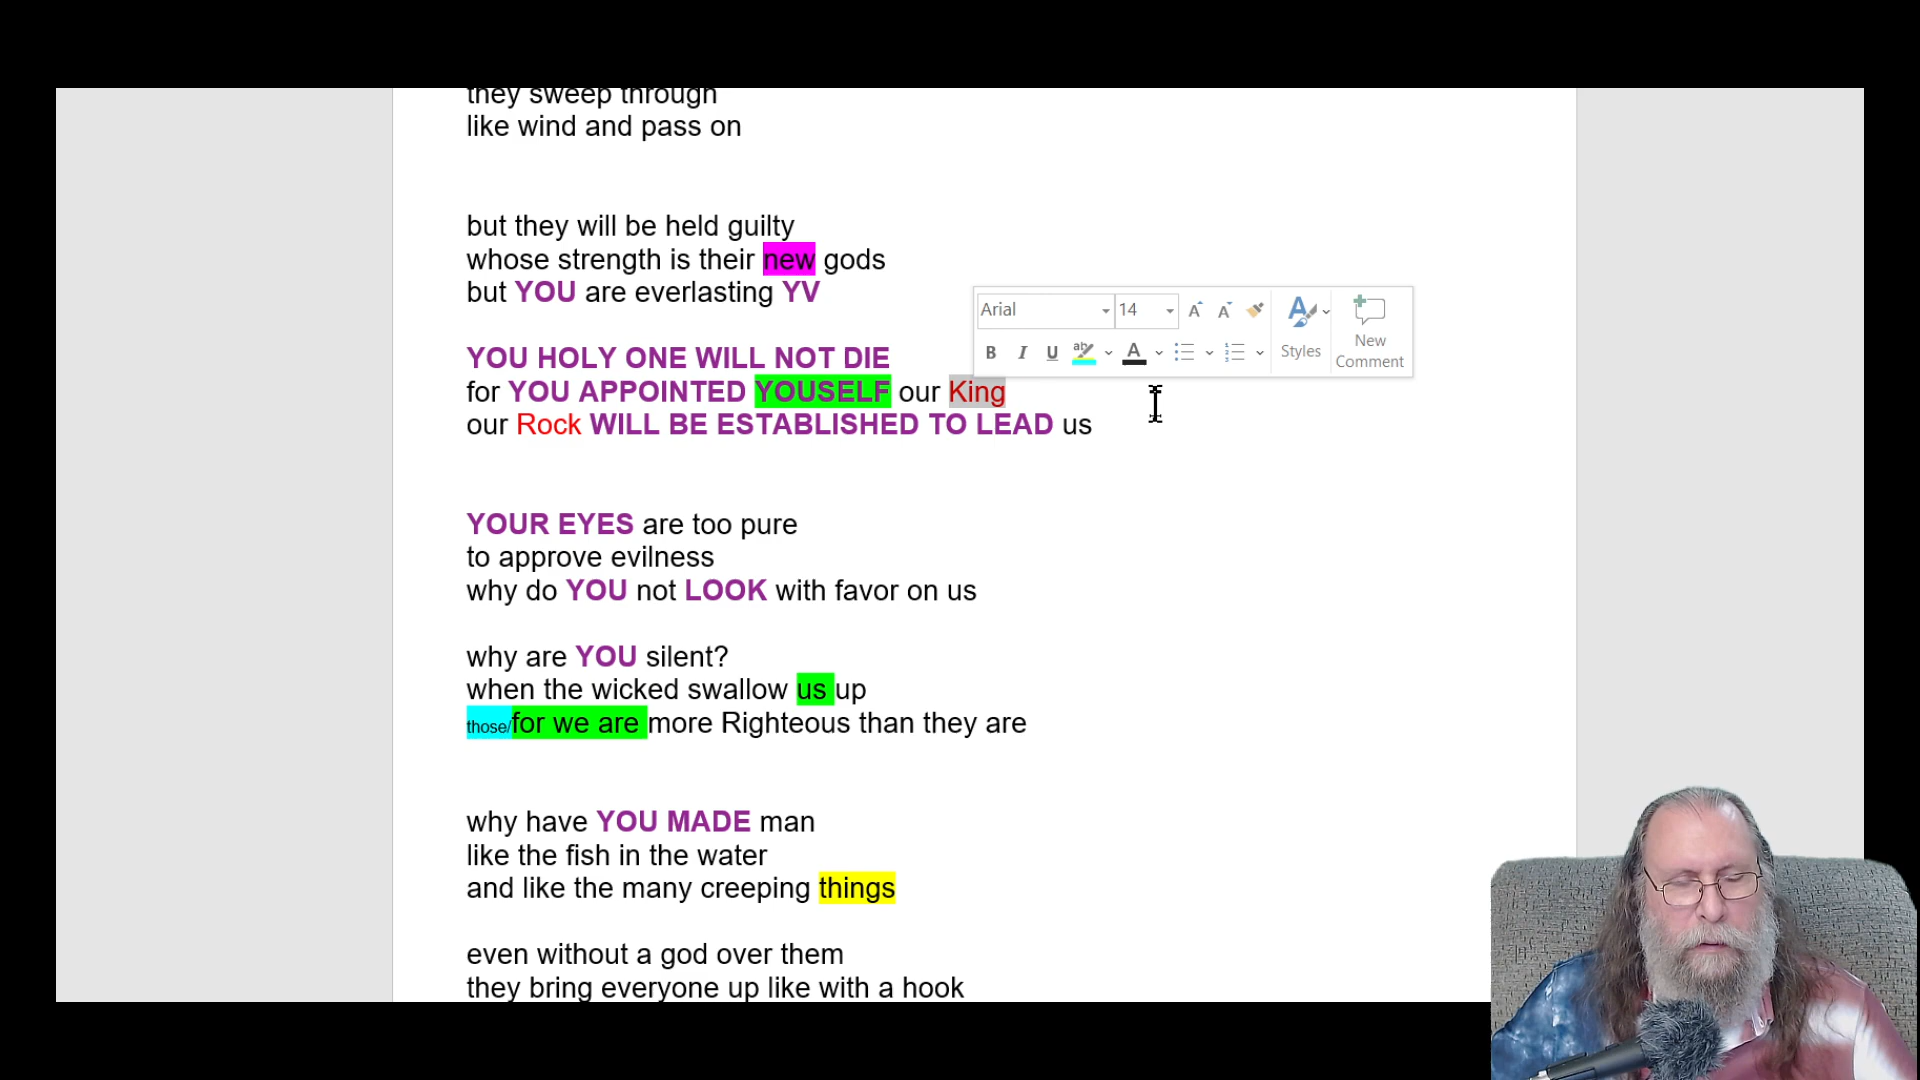 they sweep through
like wind and pass on
but they will be held guilty
whose strength is their new gods
but YOU are everlasting YV
YOU HOLY ONE WILL NOT DIE
for YOU APPOINTED YOUSELF our King
our Rock WILL BE ESTABLISHED TO LEAD us
YOUR EYES are too pure
to approve evilness
why do YOU not LOOK with favor on us
why are YOU silent?
when the wicked swallow us up
those/for we are more Righteous than they are
why have YOU MADE man
like the fish in the water
and like the many creeping things
even without a god over them
they bring everyone up like with a hook
Arial 14
B I U ab A Styles
New
Comment